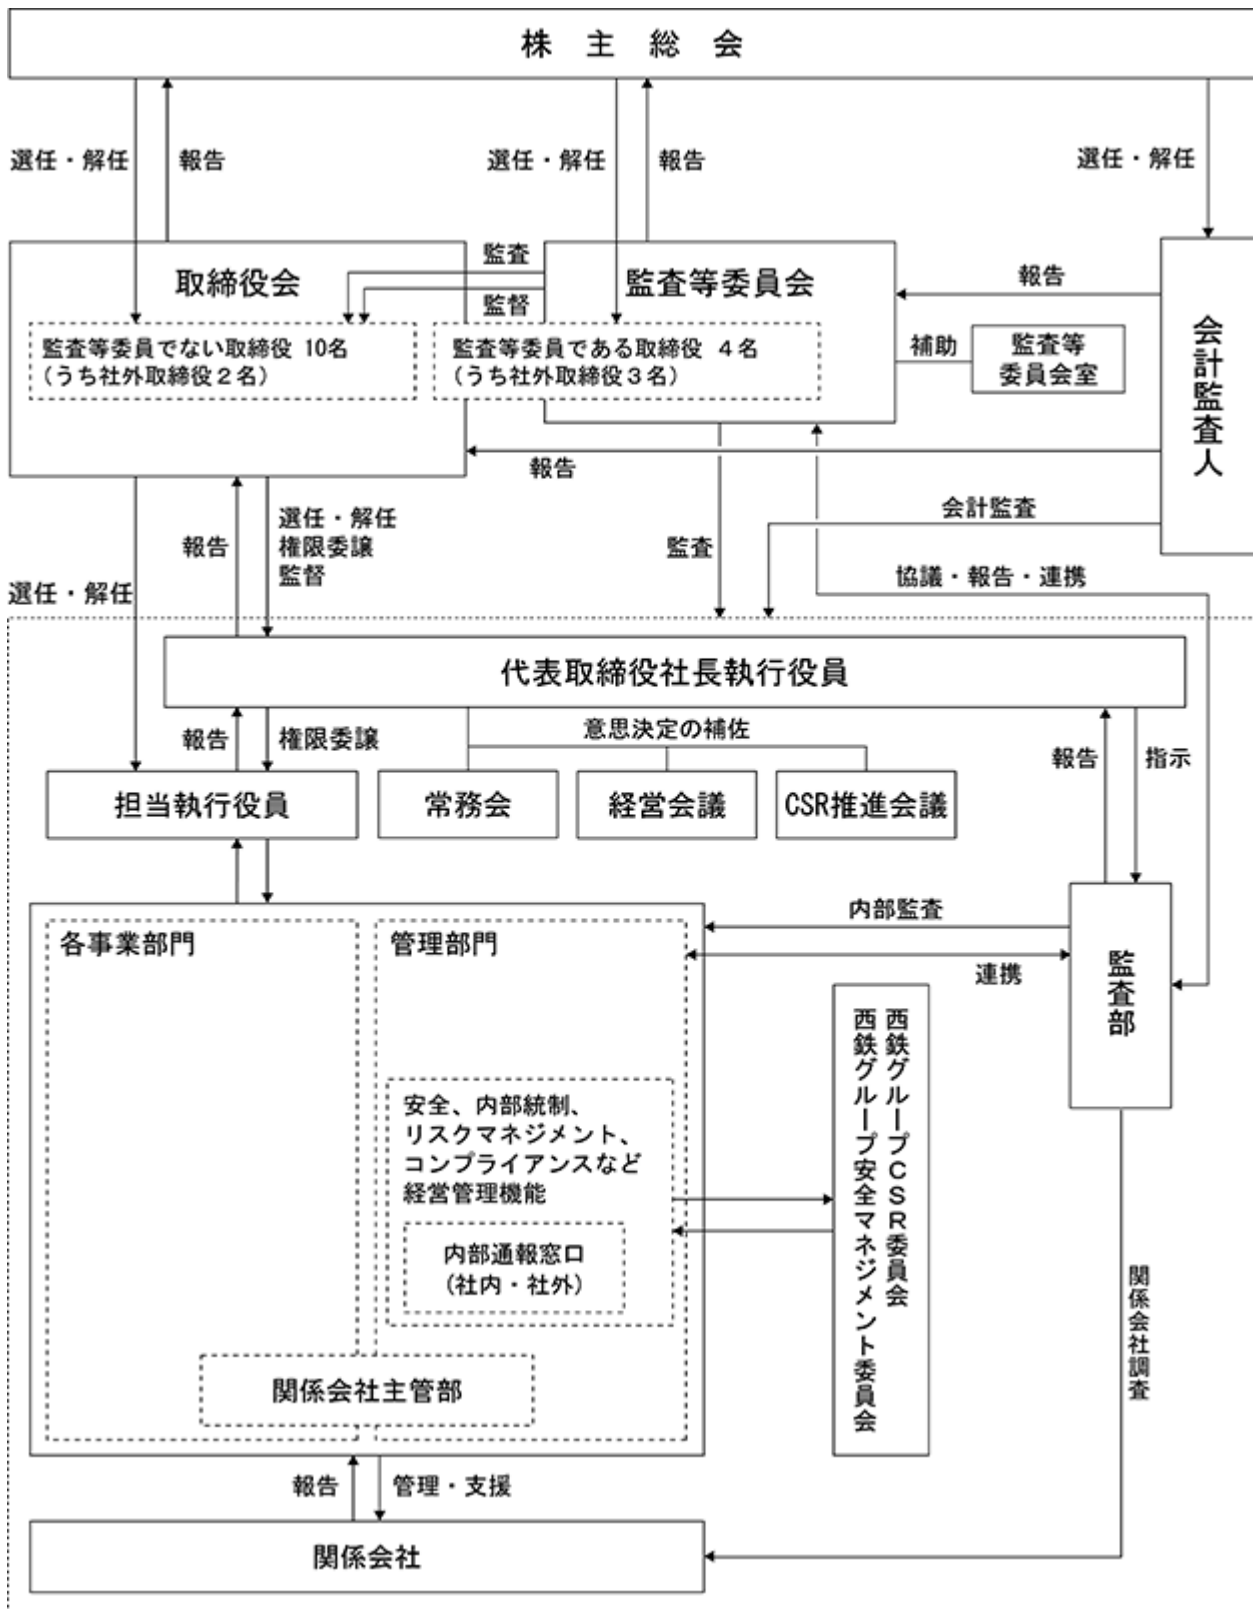 株主総会
選任・解任
報告
選任・解任
報告
選任・解任
取締役会
監査
監督
監査等委員会
報告
会計監査人
監査等委員でない取締役 10名
(うち社外取締役2名)
監査等委員である取締役 4名
(うち社外取締役3名)
補助
監査等
委員会室
報告
選任・解任
報告
選任・解任
権限委譲
監督
監査
会計監査
協議・報告・連携
代表取締役社長執行役員
報告
権限委譲
意思決定の補佐
報告
指示
担当執行役員
常務会
経営会議
CSR推進会議
各事業部門
管理部門
内部監査
連携
監査部
安全、内部統制、
リスクマネジメント、
コンプライアンスなど
経営管理機能
内部通報窓口
(社内・社外)
西鉄グループCSR委員会
西鉄グループ安全マネジメント委員会
関係会社調査
関係会社主管部
報告
管理・支援
関係会社